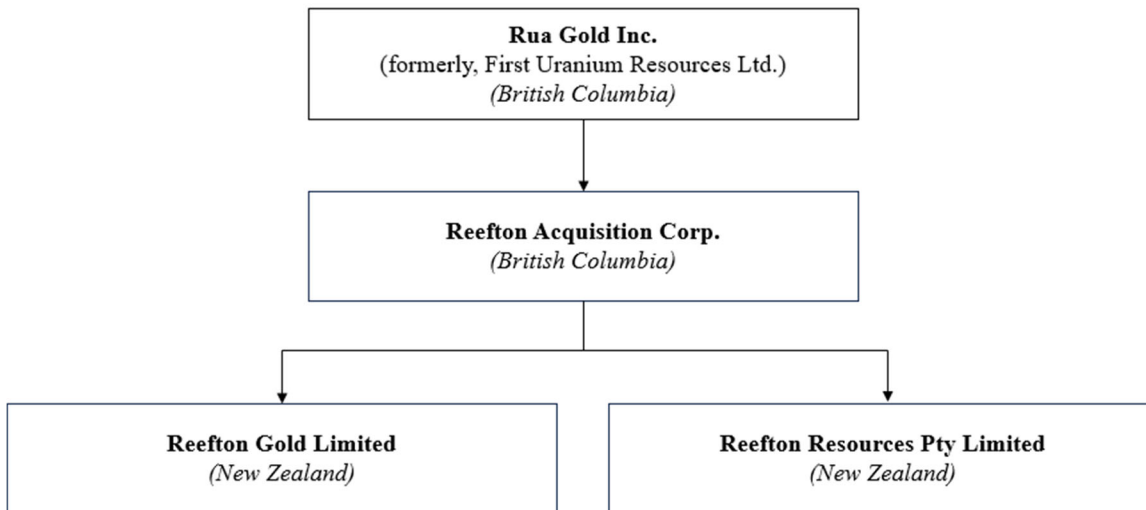 Rua Gold Inc.
(formerly, First Uranium Resources Ltd.)
(British Columbia)
Reefton Acquisition Corp.
(British Columbia)
Reefton Gold Limited
(New Zealand)
Reefton Resources Pty Limited
(New Zealand)